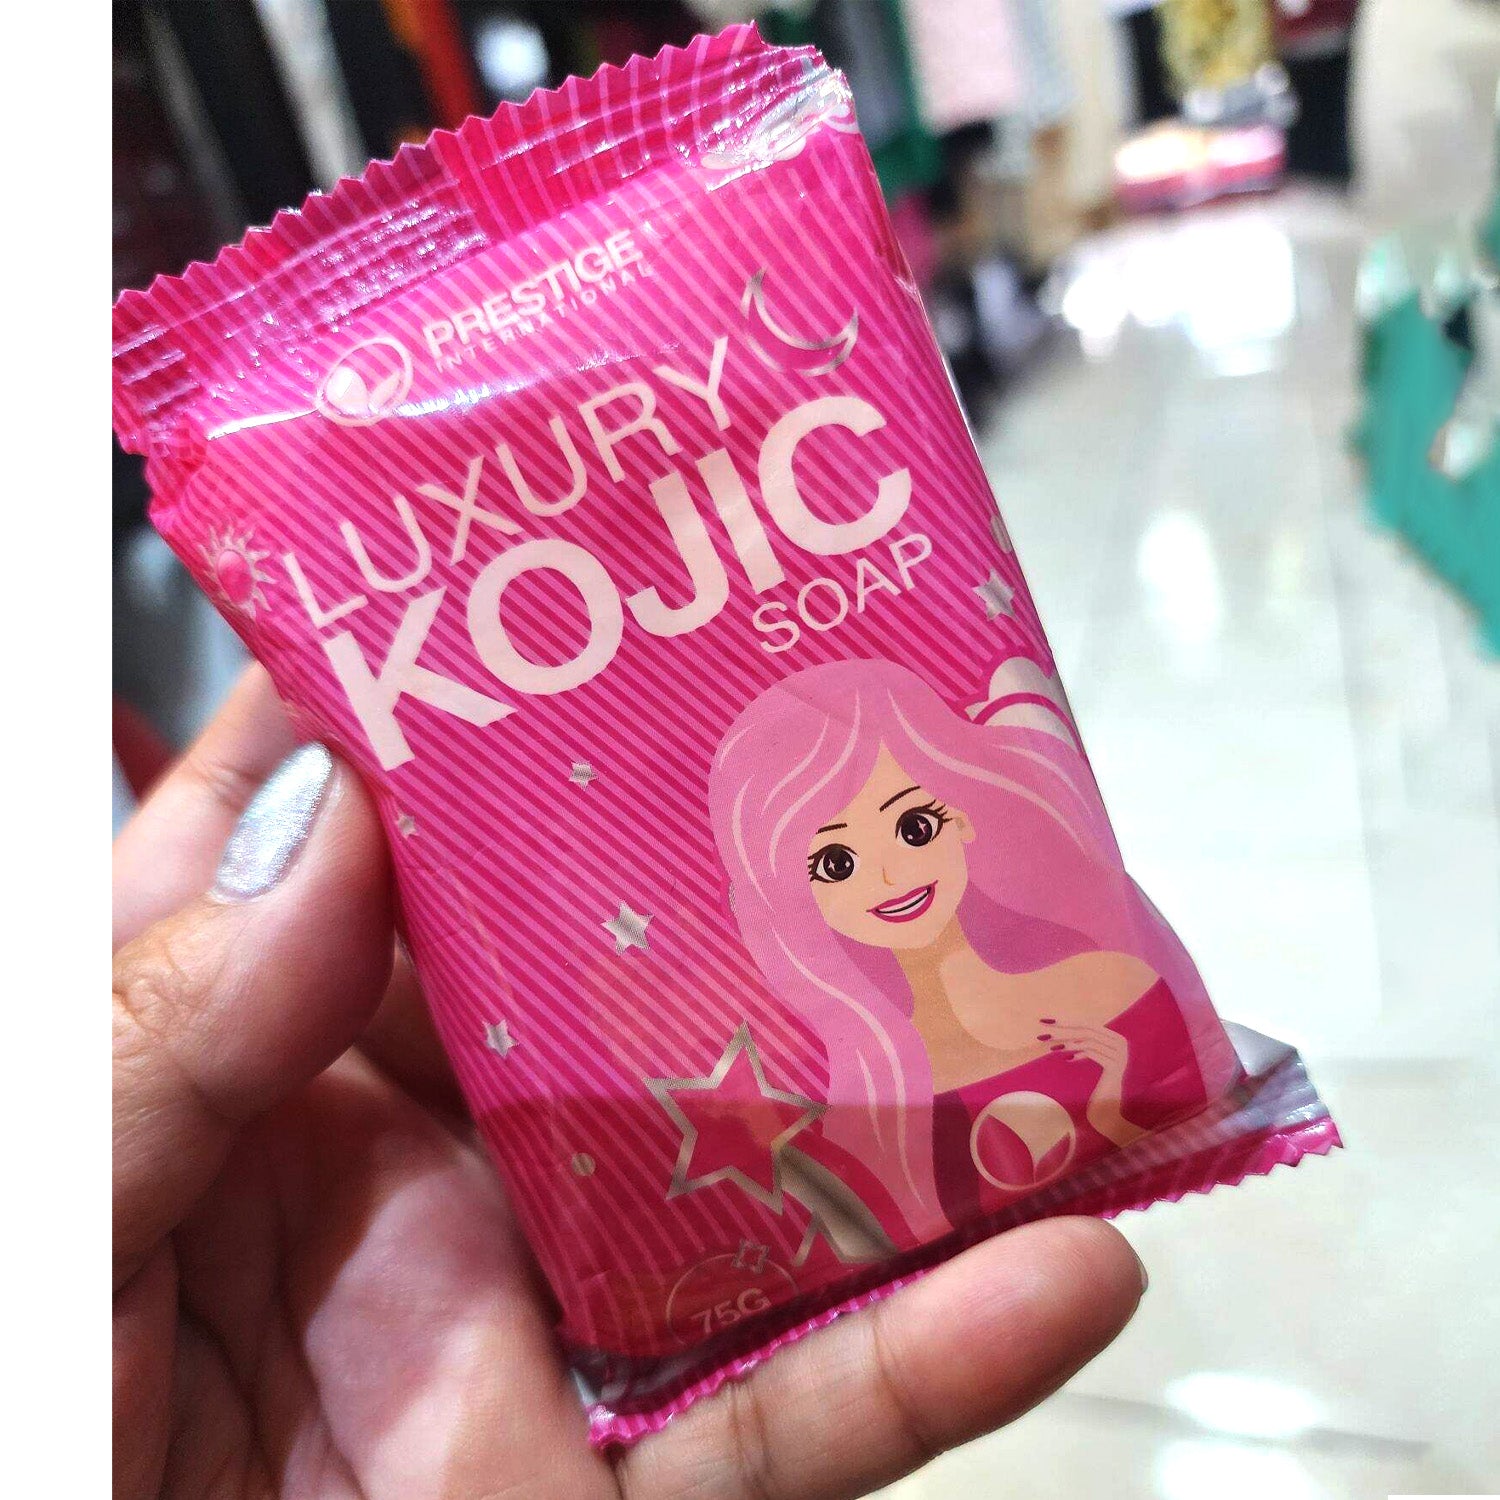 PRESTIGE
INTERNATIONAL
LUXURY
KOJIC
SOAP
75G